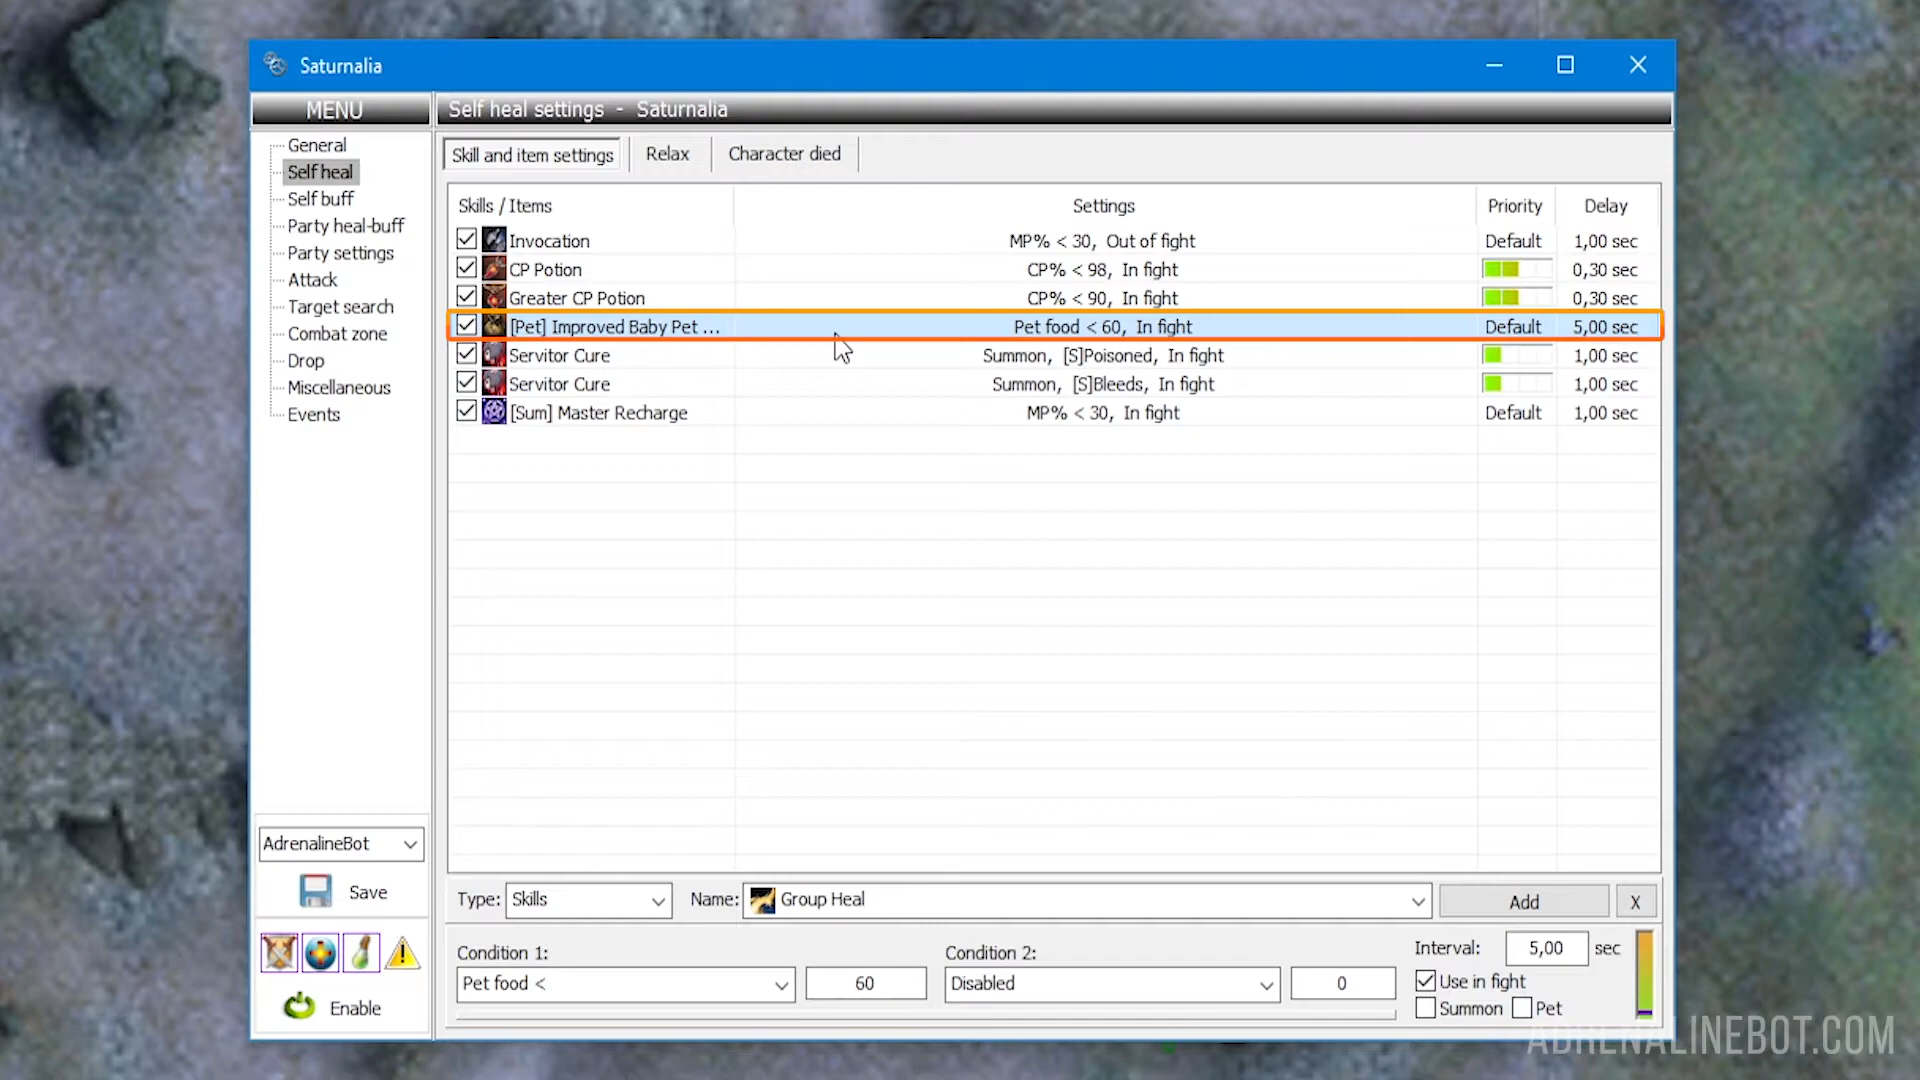 Saturnalia
MENU
Self heal settings - Saturnalia
General
Self heal
Self buff
Party heal-buff
Party settings
Attack
Target search
Combat zone
Drop
Miscellaneous
Events
Skill and item settings
Relax
Character died
Skills / Items Settings Priority Delay
Invocation MP% < 30, Out of fight Default 1,00 sec
CP Potion CP% < 98, In fight 0,30 sec
Greater CP Potion CP% < 90, In fight 0,30 sec
[Pet] Improved Baby Pet ... Pet food < 60, In fight Default 5,00 sec
Servitor Cure Summon, [S]Poisoned, In fight 1,00 sec
Servitor Cure Summon, [S]Bleeds, In fight 1,00 sec
[Sum] Master Recharge MP% < 30, In fight Default 1,00 sec
AdrenalineBot
Save
Enable
Type: Skills Name: Group Heal Add X
Condition 1: Condition 2: Interval: 5,00 sec
Pet food < 60 Disabled 0 Use in fight
Summon Pet
ADRENALINEBOT.COM